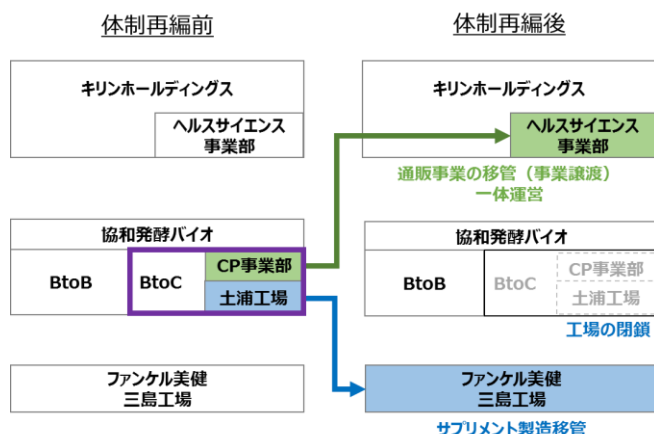 体制再編前
体制再編後
キリンホールディングス
ヘルスサイエンス
事業部
キリンホールディングス
ヘルスサイエンス
事業部
通販事業の移管（事業譲渡）
一体運営
協和発酵バイオ
BtoB
BtoC
CP事業部
土浦工場
協和発酵バイオ
BtoB
BtoC
CP事業部
土浦工場
工場の閉鎖
ファンケル美健
三島工場
ファンケル美健
三島工場
サプリメント製造移管